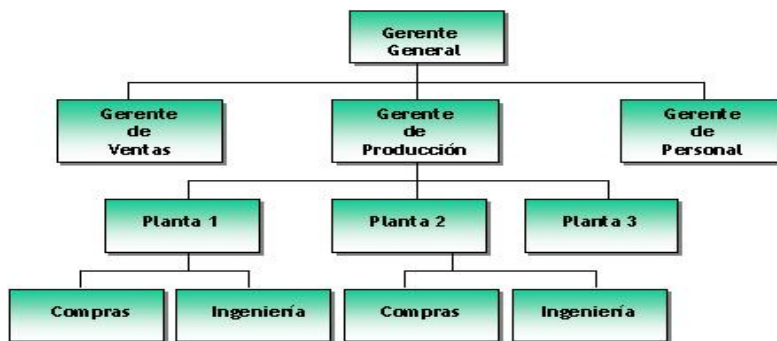 Gerente
General
Gerente
de
Ventas
Gerente
de
Producción
Gerente
de
Personal
Planta 1
Planta 2
Planta 3
Compras
Ingeniería
Compras
Ingeniería